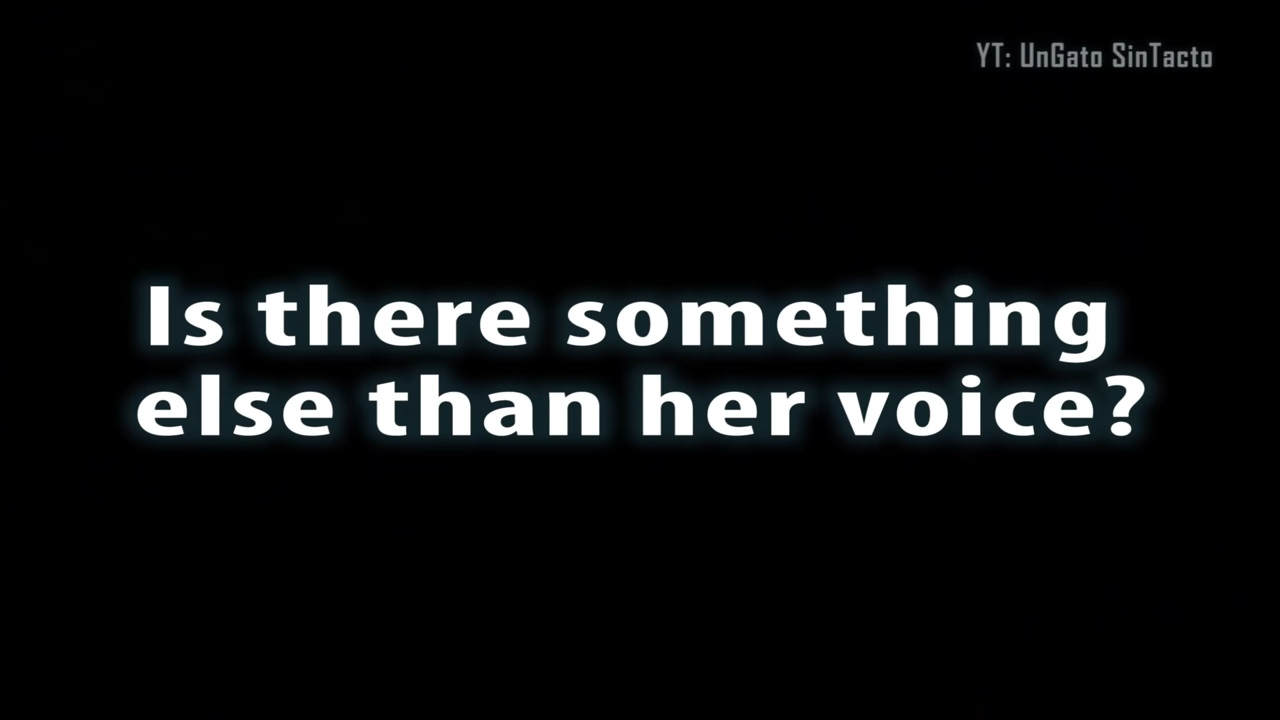 YT: UnGato SinTacto
Is there something
else than her voice?